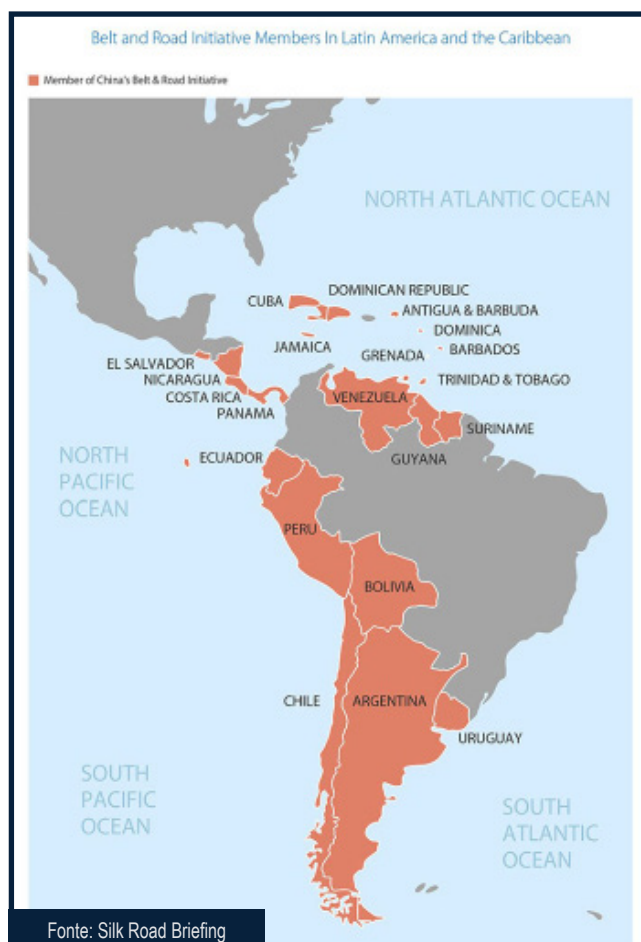 Belt and Road Initiative Members In Latin America and the Caribbean
Member of China's Belt & Road Initiative
NORTH ATLANTIC OCEAN
DOMINICAN REPUBLIC
CUBA
ANTIGUA & BARBUDA
DOMINICA
JAMAICA
BARBADOS
GRENADA
EL SALVADOR
NICARAGUA
TRINIDAD & TOBAGO
COSTA RICA
VENEZUELA
PANAMA
SURINAME
NORTH
PACIFIC
OCEAN
ECUADOR
GUYANA
PERU
BOLIVIA
CHILE
ARGENTINA
URUGUAY
SOUTH
PACIFIC
OCEAN
SOUTH
ATLANTIC
OCEAN
Fonte: Silk Road Briefing